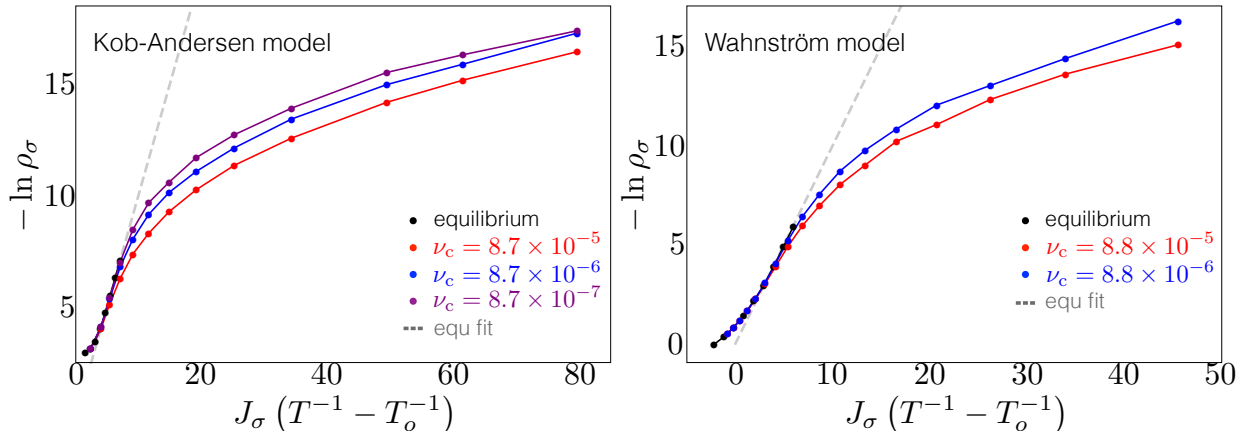 Kob-Andersen model
− ln ρσ
15
10
5
equilibrium
νc = 8.7 × 10⁻⁵
νc = 8.7 × 10⁻⁶
νc = 8.7 × 10⁻⁷
equ fit
0 20 40 60 80
Jσ (T⁻¹ − Tₒ⁻¹)
Wahnström model
− ln ρσ
15
10
5
0
equilibrium
νc = 8.8 × 10⁻⁵
νc = 8.8 × 10⁻⁶
equ fit
0 10 20 30 40 50
Jσ (T⁻¹ − Tₒ⁻¹)